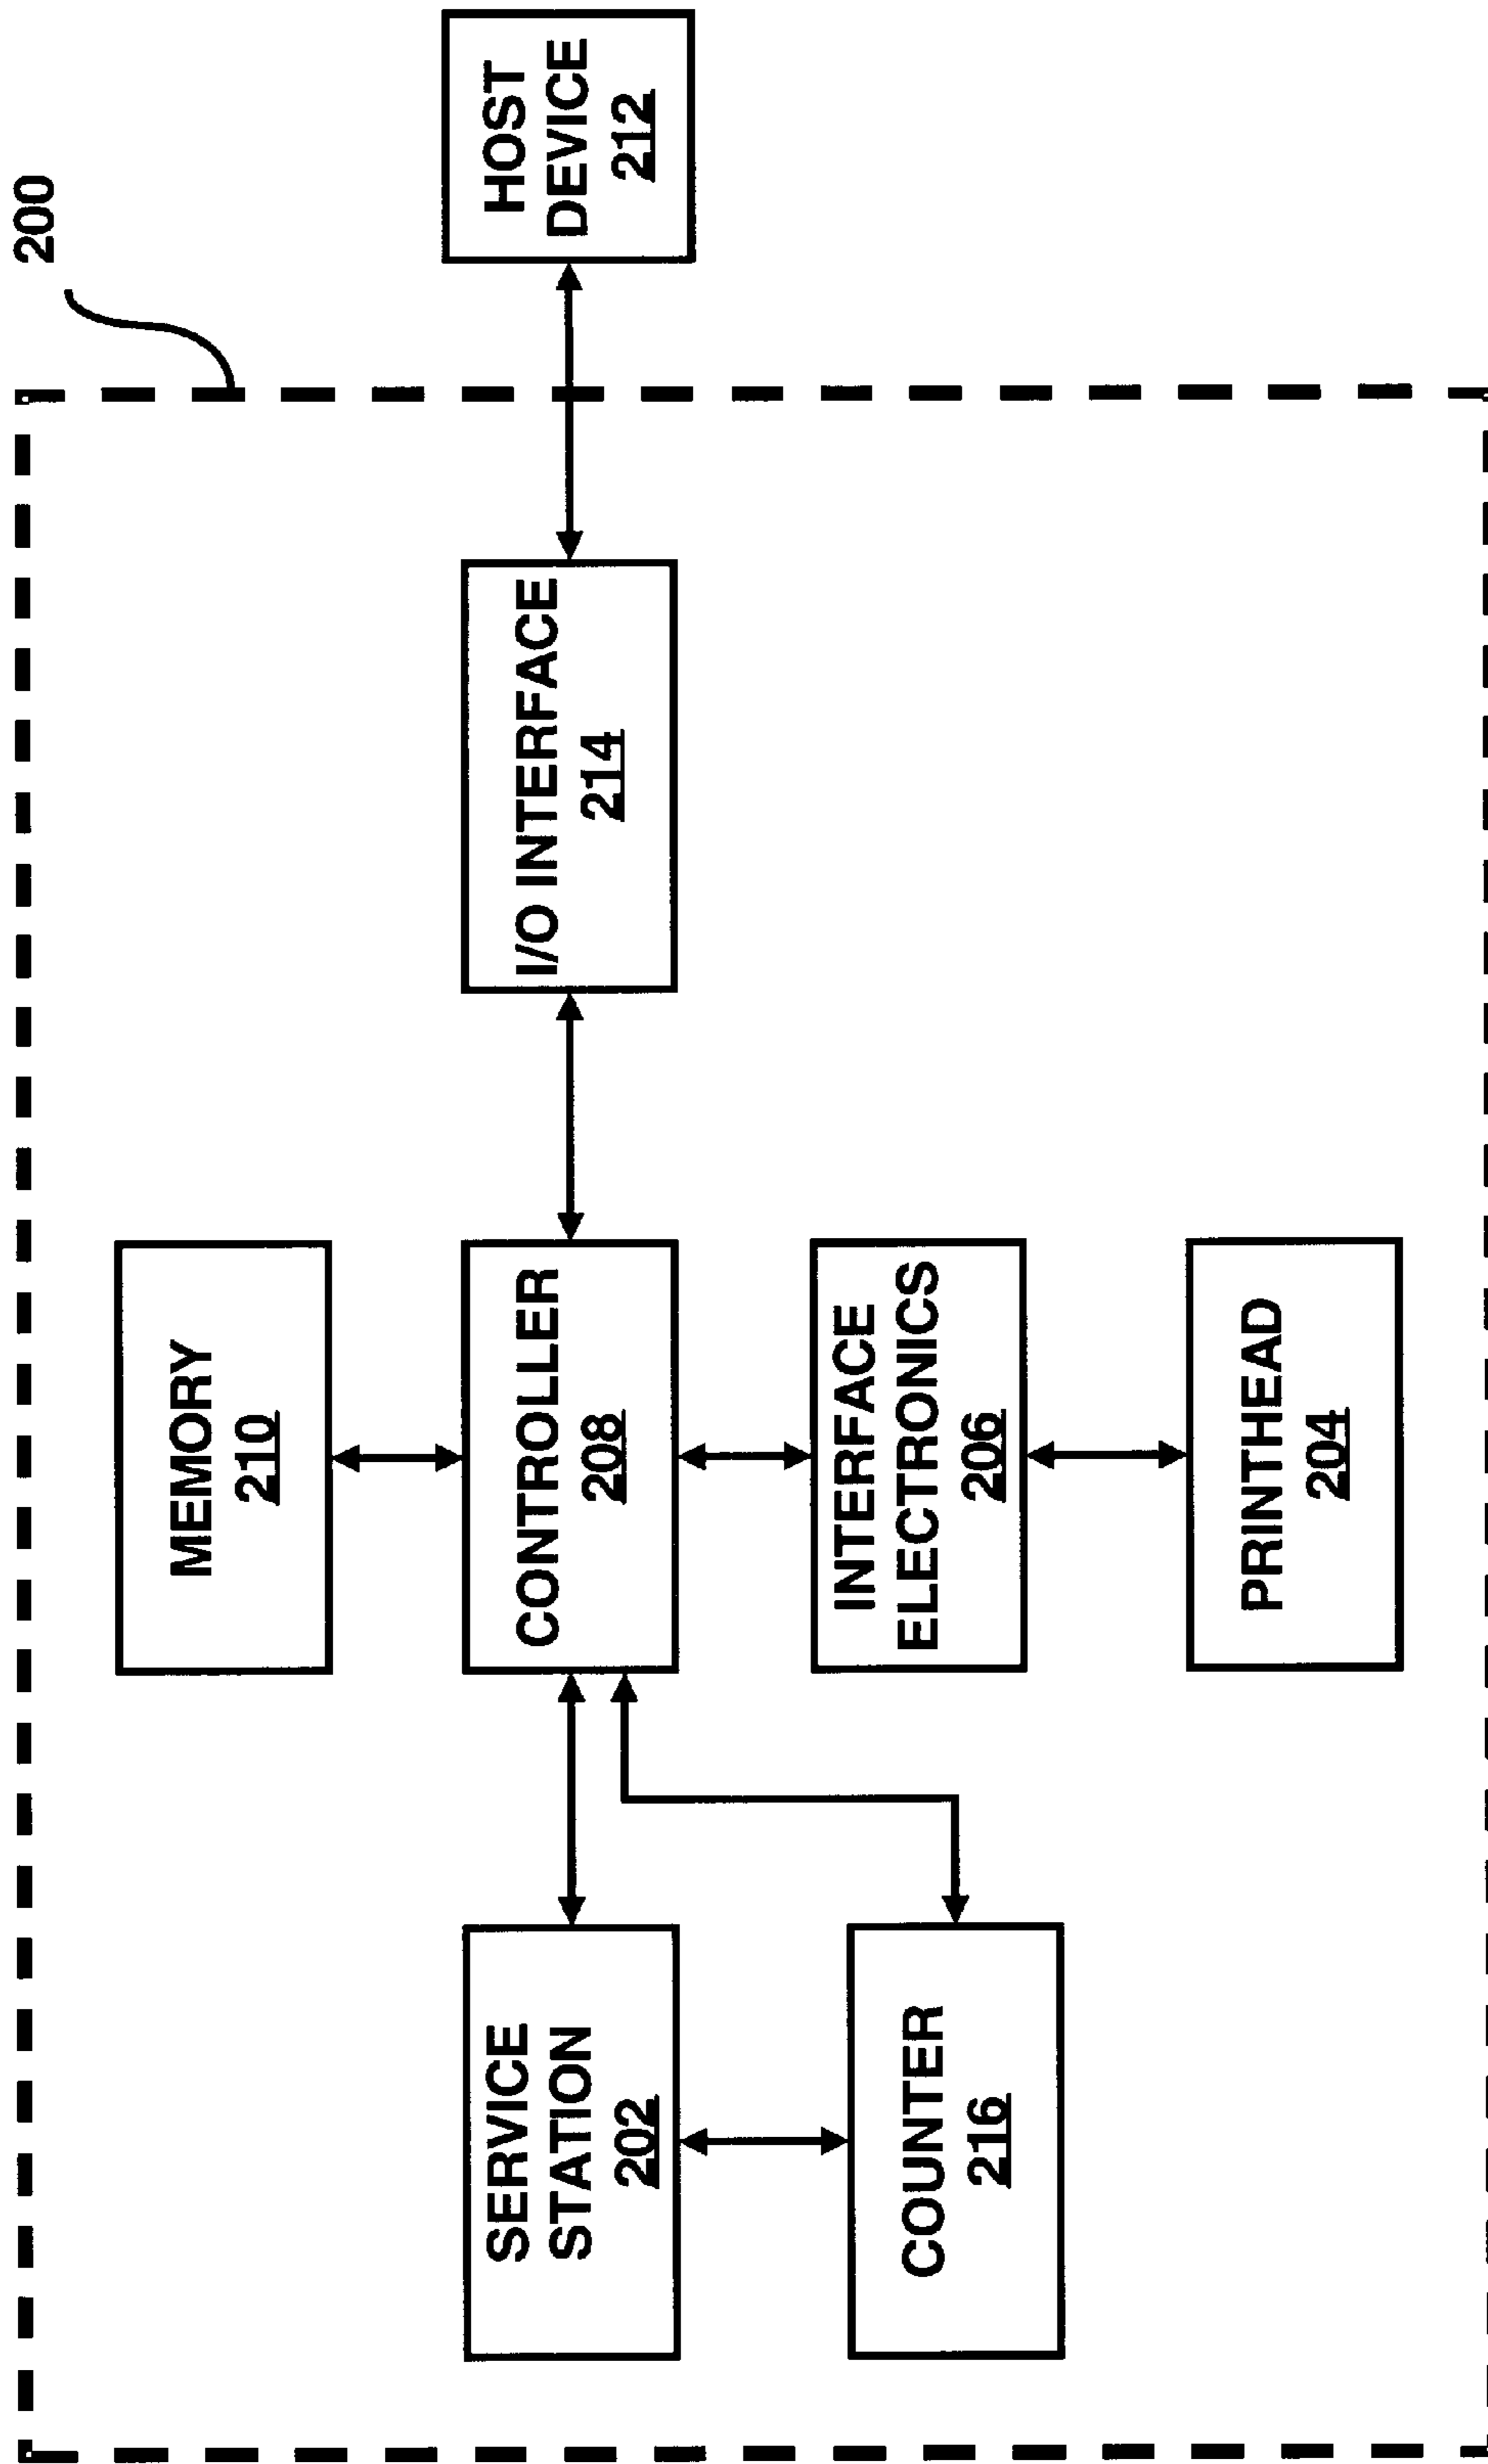 200
MEMORY
210
SERVICE
STATION
202
CONTROLLER
208
I/O INTERFACE
214
HOST
DEVICE
212
COUNTER
216
INTERFACE
ELECTRONICS
206
PRINTHEAD
204